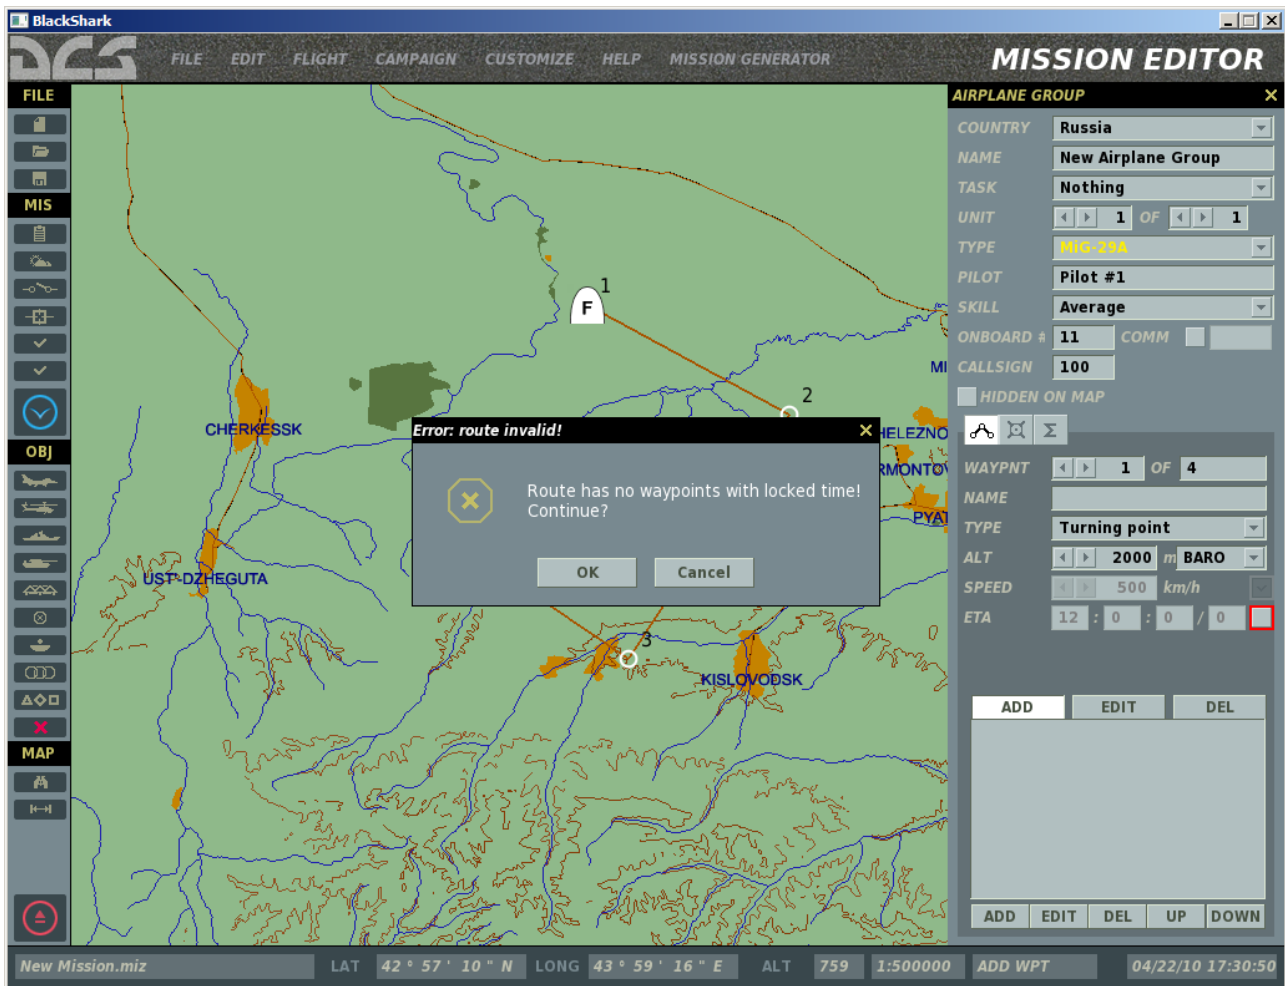 BlackShark
DCS FILE EDIT FLIGHT CAMPAIGN CUSTOMIZE HELP MISSION GENERATOR MISSION EDITOR
FILE
MIS
OBJ
MAP
1
F
2
CHERKESSK
UST'-DZHEGUTA
MI
HELEZNO
RMONTOV
PYAT
3
KISLOVODSK
Error: route invalid!
Route has no waypoints with locked time!
Continue?
OK Cancel
AIRPLANE GROUP
COUNTRY Russia
NAME New Airplane Group
TASK Nothing
UNIT 1 OF 1
TYPE MiG-29A
PILOT Pilot #1
SKILL Average
ONBOARD # 11 COMM
CALLSIGN 100
HIDDEN ON MAP
Σ
WAYPNT 1 OF 4
NAME
TYPE Turning point
ALT 2000 m BARO
SPEED 500 km/h
ETA 12 : 0 : 0 / 0
ADD EDIT DEL
ADD EDIT DEL UP DOWN
New Mission.miz LAT 42 ° 57 ' 10 " N LONG 43 ° 59 ' 16 " E ALT 759 1:500000 ADD WPT 04/22/10 17:30:50